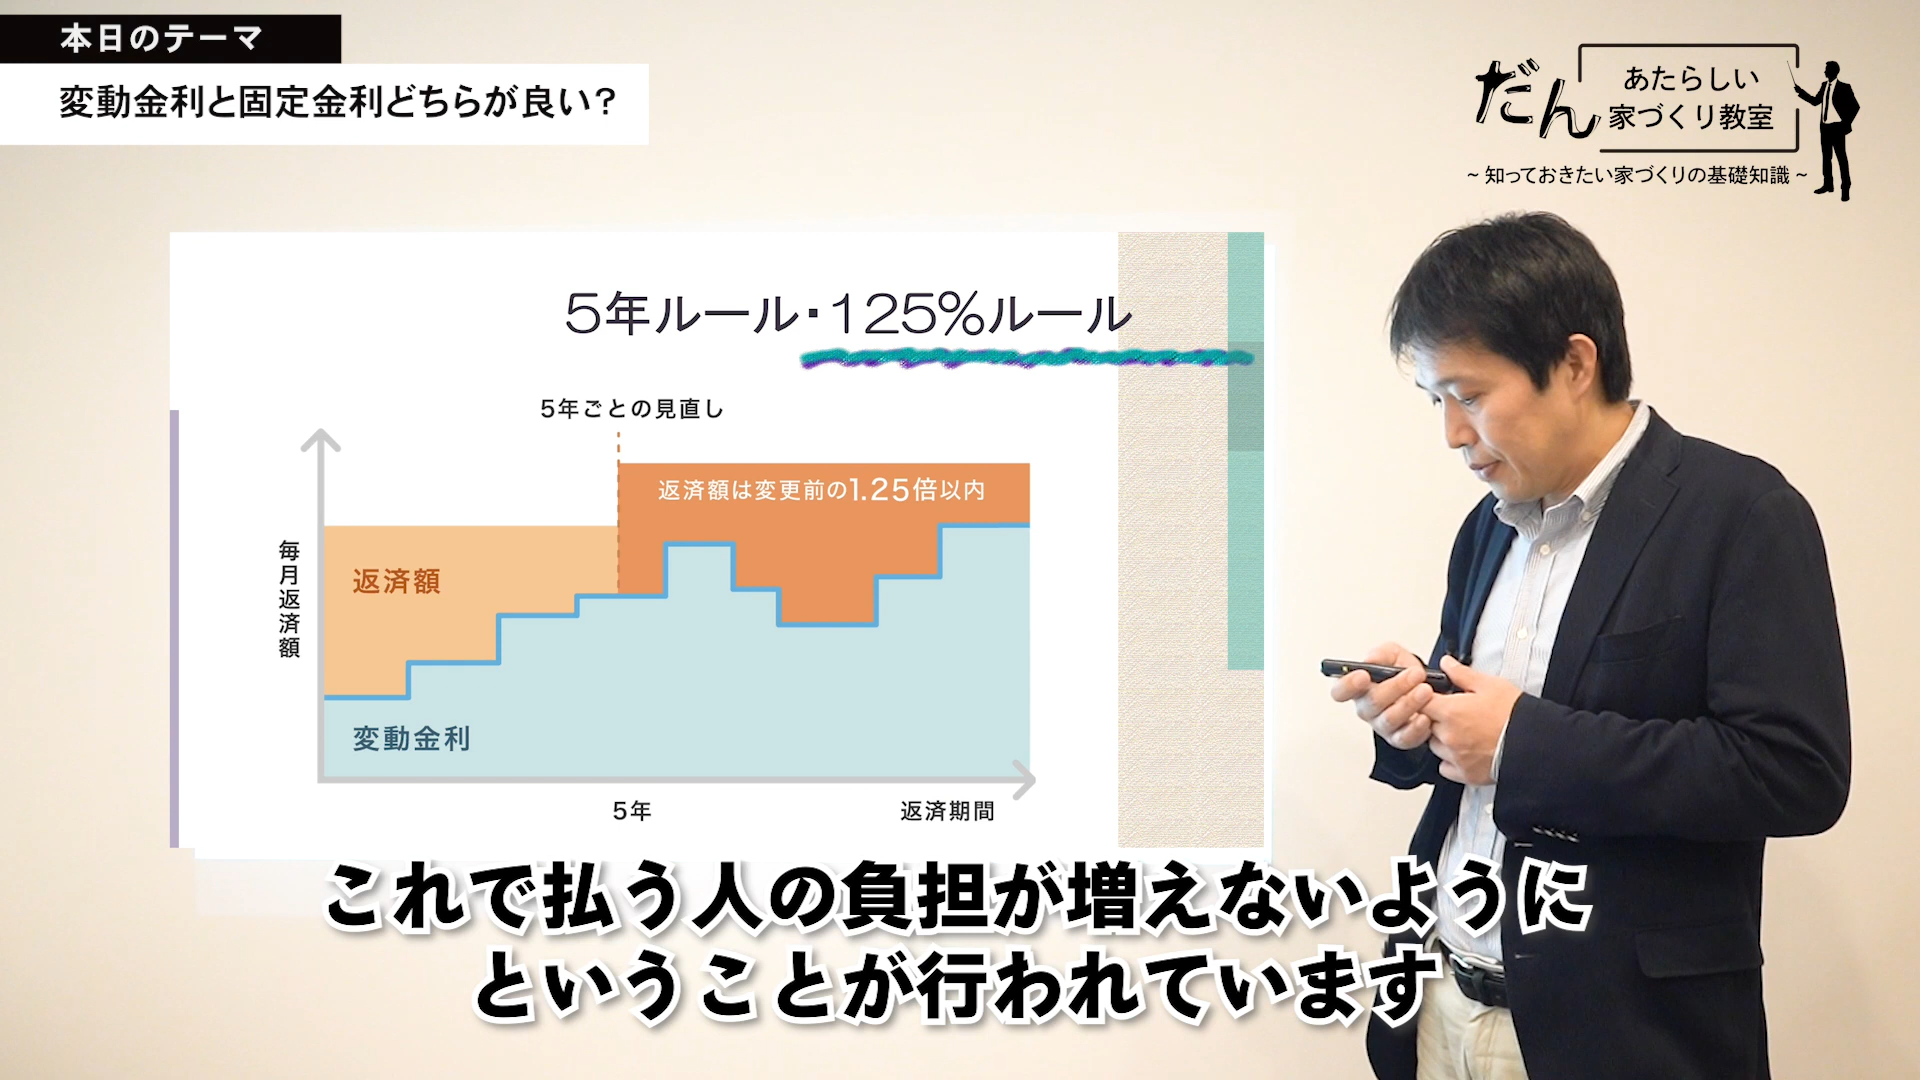 本日のテーマ
変動金利と固定金利どちらが良い？
だん
あたらしい
家づくり教室
~ 知っておきたい家づくりの基礎知識 ~
5年ルール・125%ルール
5年ごとの見直し
返済額は変更前の1.25倍以内
毎月返済額
返済額
変動金利
5年
返済期間
これで払う人の負担が増えないように
ということが行われています